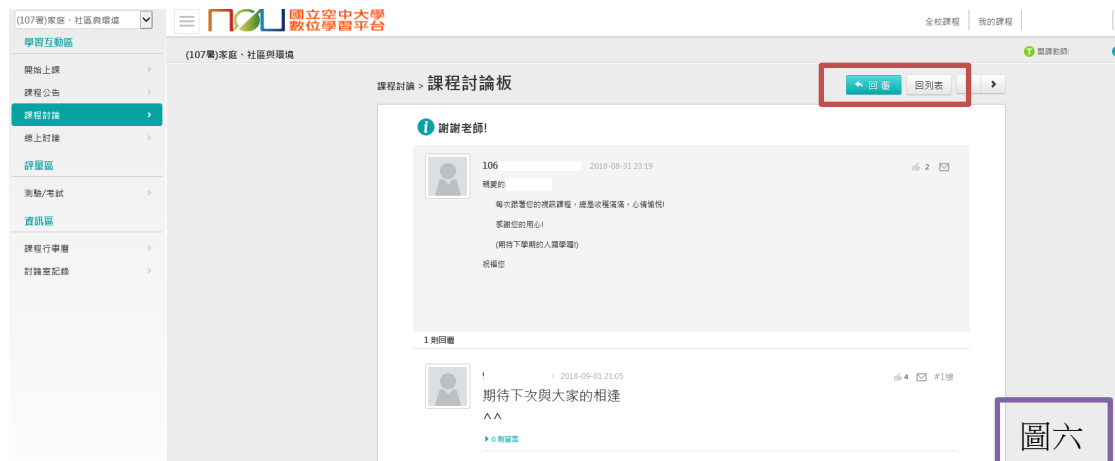 (107暑)家庭、社區與環境
國立空中大學
數位學習平台
全校課程
我的課程
學習互動區
(107暑)家庭、社區與環境
T 開課教師:
開始上課
課程公告
課程討論
線上討論
評量區
測驗/考試
資訊區
課程行事曆
討論室記錄
課程討論 > 課程討論板
回覆
回列表
謝謝老師!
106
2018-08-31 23:19
2
親愛的
每次跟著您的視訊課程，總是收穫滿滿，心情愉悅!
感謝您的用心!
(期待下學期的人類學囉!)
祝福您
1 則回覆
2018-09-01 21:05
4
#1樓
期待下次與大家的相逢
^^
0 則留言
圖六